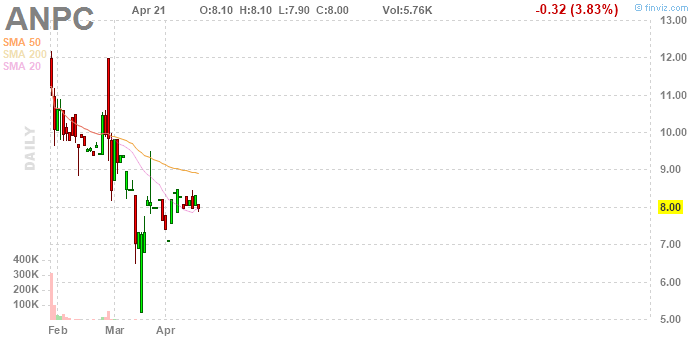 ANPC Apr 21 O:8.10 H:8.10 L:7.90 C:8.00 Vol:5.76K -0.32 (3.83%) © finviz.com
SMA 50
SMA 200
SMA 20
DAILY
13.00
12.00
11.00
10.00
9.00
8.00
7.00
6.00
5.00
400K
300K
200K
100K
Feb Mar Apr